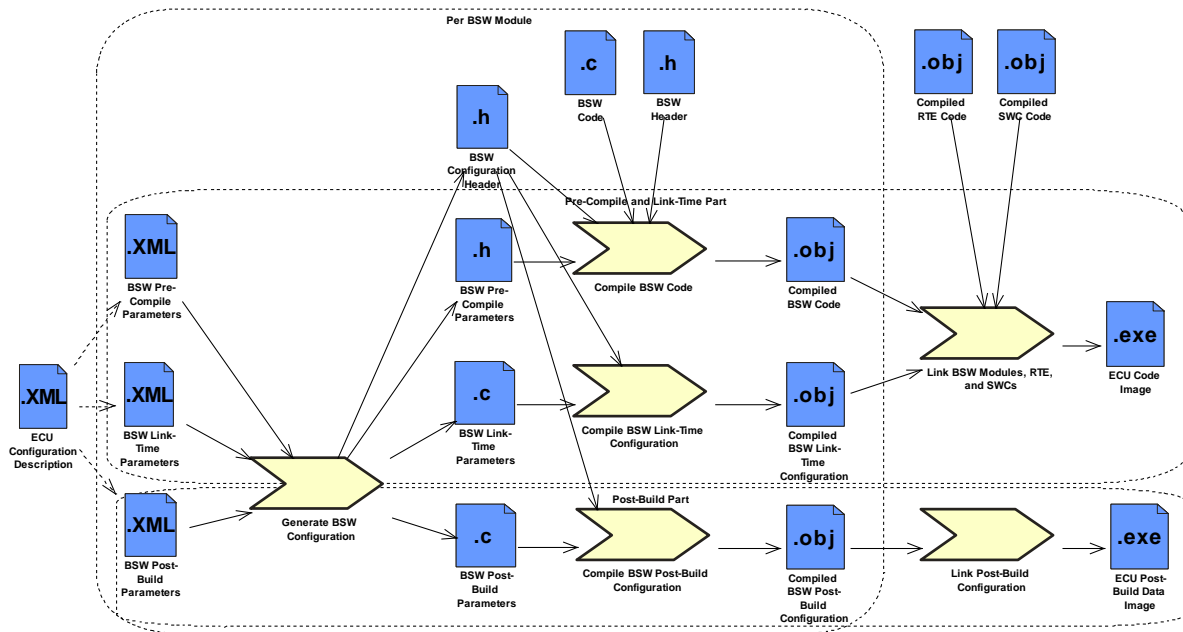 Per BSW Module
.c
BSW
Code
.h
BSW
Header
.obj
Compiled
RTE Code
.obj
Compiled
SWC Code
.h
BSW
Configuration
Header
Pre-Compile and Link-Time Part
.XML
BSW Pre-
Compile
Parameters
.h
BSW Pre-
Compile
Parameters
Compile BSW Code
.obj
Compiled
BSW Code
Link BSW Modules, RTE,
and SWCs
.exe
ECU Code
Image
.XML
ECU
Configuration
Description
.XML
BSW Link-
Time
Parameters
.c
BSW Link-
Time
Parameters
Compile BSW Link-Time
Configuration
.obj
Compiled
BSW Link-
Time
Configuration
Generate BSW
Configuration
Post-Build Part
.XML
BSW Post-
Build
Parameters
.c
BSW Post-
Build
Parameters
Compile BSW Post-Build
Configuration
.obj
Compiled
BSW Post-
Build
Configuration
Link Post-Build
Configuration
.exe
ECU Post-
Build Data
Image